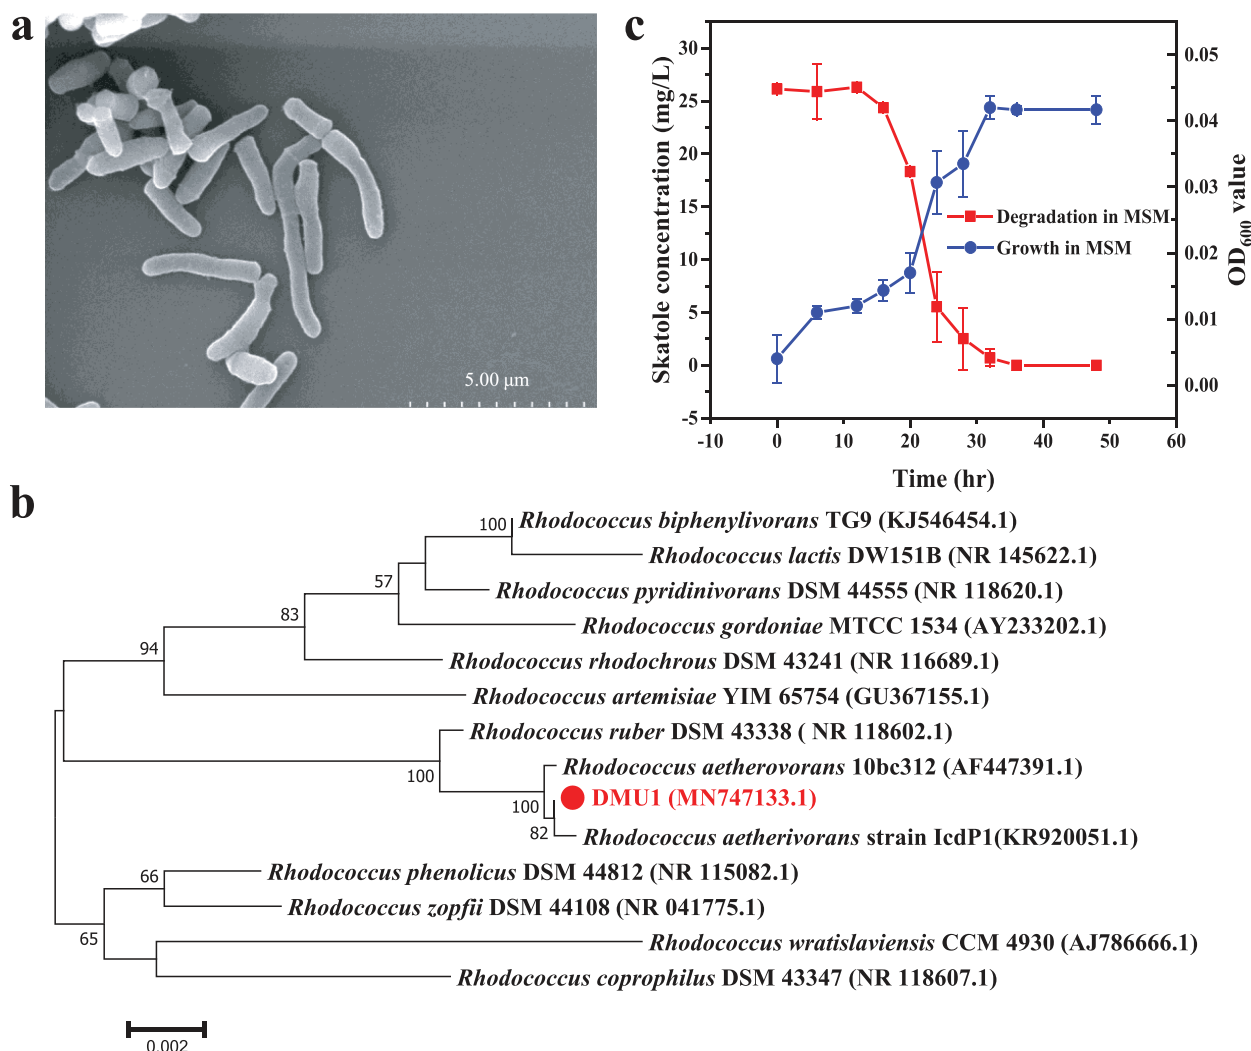 a
5.00 μm
c
Skatole concentration (mg/L)
30
25
20
15
10
5
0
-5
-10
0
10
20
30
40
50
60
Time (hr)
0.05
0.04
0.03
0.02
0.01
0.00
OD600 value
Degradation in MSM
Growth in MSM
b
100
Rhodococcus biphenylivorans TG9 (KJ546454.1)
Rhodococcus lactis DW151B (NR 145622.1)
57
Rhodococcus pyridinivorans DSM 44555 (NR 118620.1)
83
Rhodococcus gordoniae MTCC 1534 (AY233202.1)
94
Rhodococcus rhodochrous DSM 43241 (NR 116689.1)
Rhodococcus artemisiae YIM 65754 (GU367155.1)
Rhodococcus ruber DSM 43338 ( NR 118602.1)
100
Rhodococcus aetherovorans 10bc312 (AF447391.1)
100
DMU1 (MN747133.1)
82
Rhodococcus aetherivorans strain IcdP1(KR920051.1)
66
Rhodococcus phenolicus DSM 44812 (NR 115082.1)
Rhodococcus zopfii DSM 44108 (NR 041775.1)
65
Rhodococcus wratislaviensis CCM 4930 (AJ786666.1)
Rhodococcus coprophilus DSM 43347 (NR 118607.1)
0.002